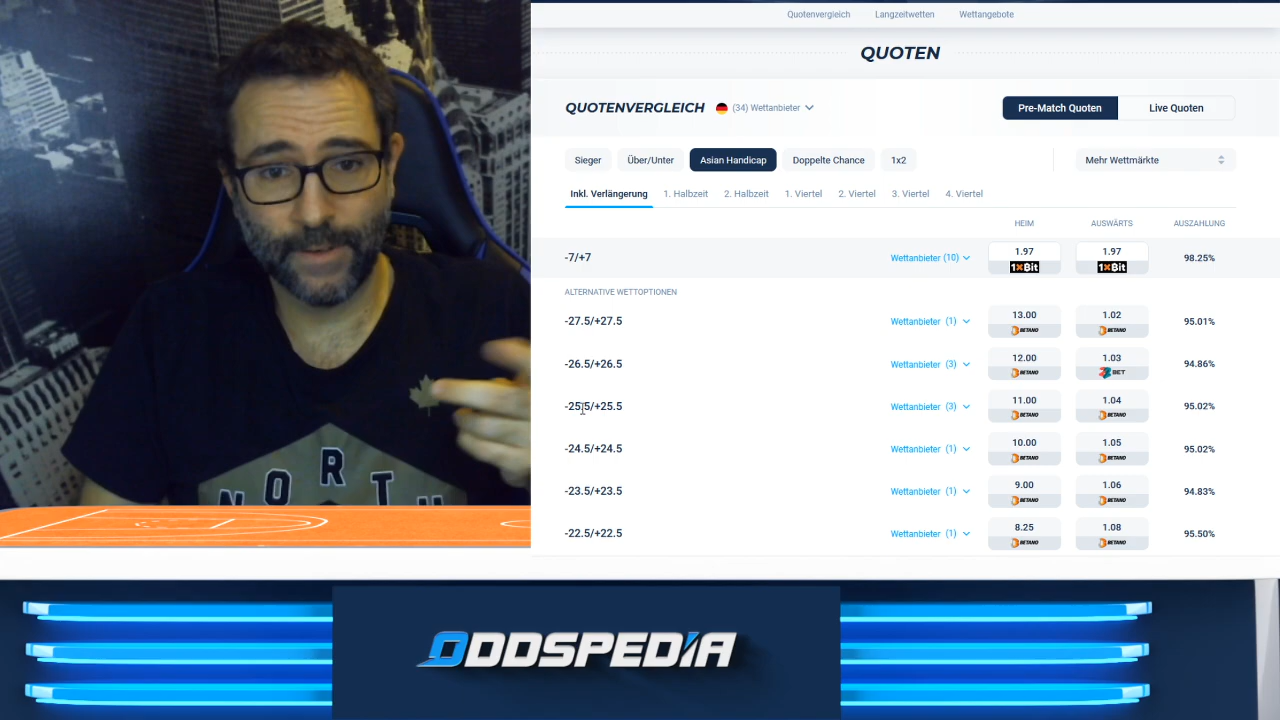 Quotenvergleich Langzeitwetten Wettangebote
QUOTEN
QUOTENVERGLEICH (34) Wettanbieter
Pre-Match Quoten Live Quoten
Sieger Über/Unter Asian Handicap Doppelte Chance 1x2 Mehr Wettmärkte
Inkl. Verlängerung 1. Halbzeit 2. Halbzeit 1. Viertel 2. Viertel 3. Viertel 4. Viertel
HEIM AUSWÄRTS AUSZAHLUNG
-7/+7 Wettanbieter (10) 1.97 1.97 98.25%
1XBit 1XBit
ALTERNATIVE WETTOPTIONEN
-27.5/+27.5 Wettanbieter (1) 13.00 1.02 95.01%
BETANO BETANO
-26.5/+26.5 Wettanbieter (3) 12.00 1.03 94.86%
BETANO 22BET
-25.5/+25.5 Wettanbieter (3) 11.00 1.04 95.02%
BETANO BETANO
-24.5/+24.5 Wettanbieter (1) 10.00 1.05 95.02%
BETANO BETANO
-23.5/+23.5 Wettanbieter (1) 9.00 1.06 94.83%
BETANO BETANO
-22.5/+22.5 Wettanbieter (1) 8.25 1.08 95.50%
BETANO BETANO
NORTH
ODDSPEDIA